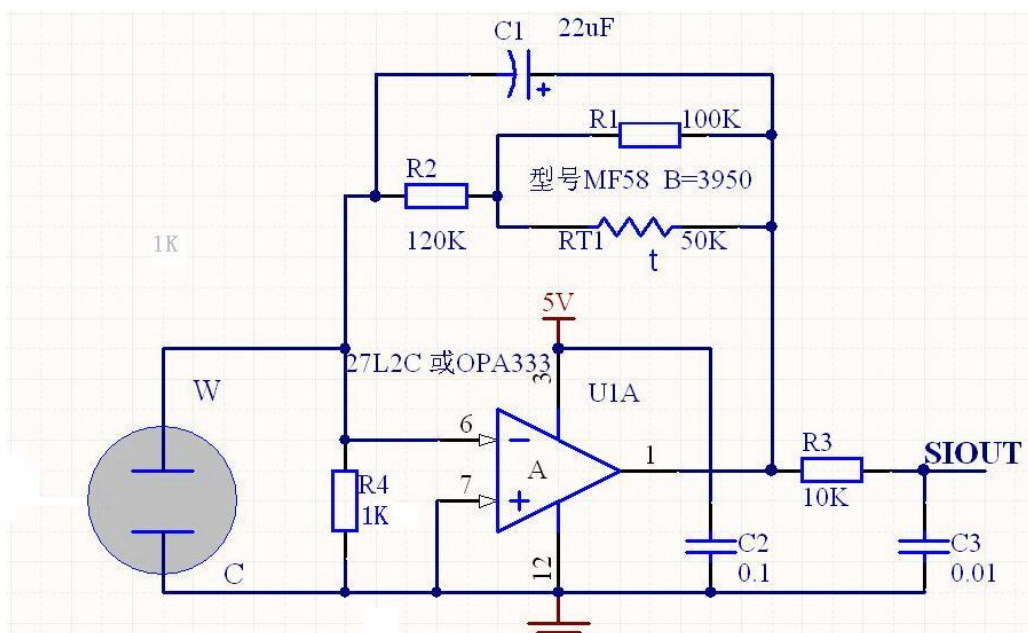 C1 22uF
+
R1 100K
R2
型号MF58 B=3950
1K
120K
RT1 50K
t
5V
27L2C 或OPA333
3
W
U1A
6
−
A
1
R3
SIOUT
7
+
R4
1K
10K
12
C2
0.1
C3
0.01
C